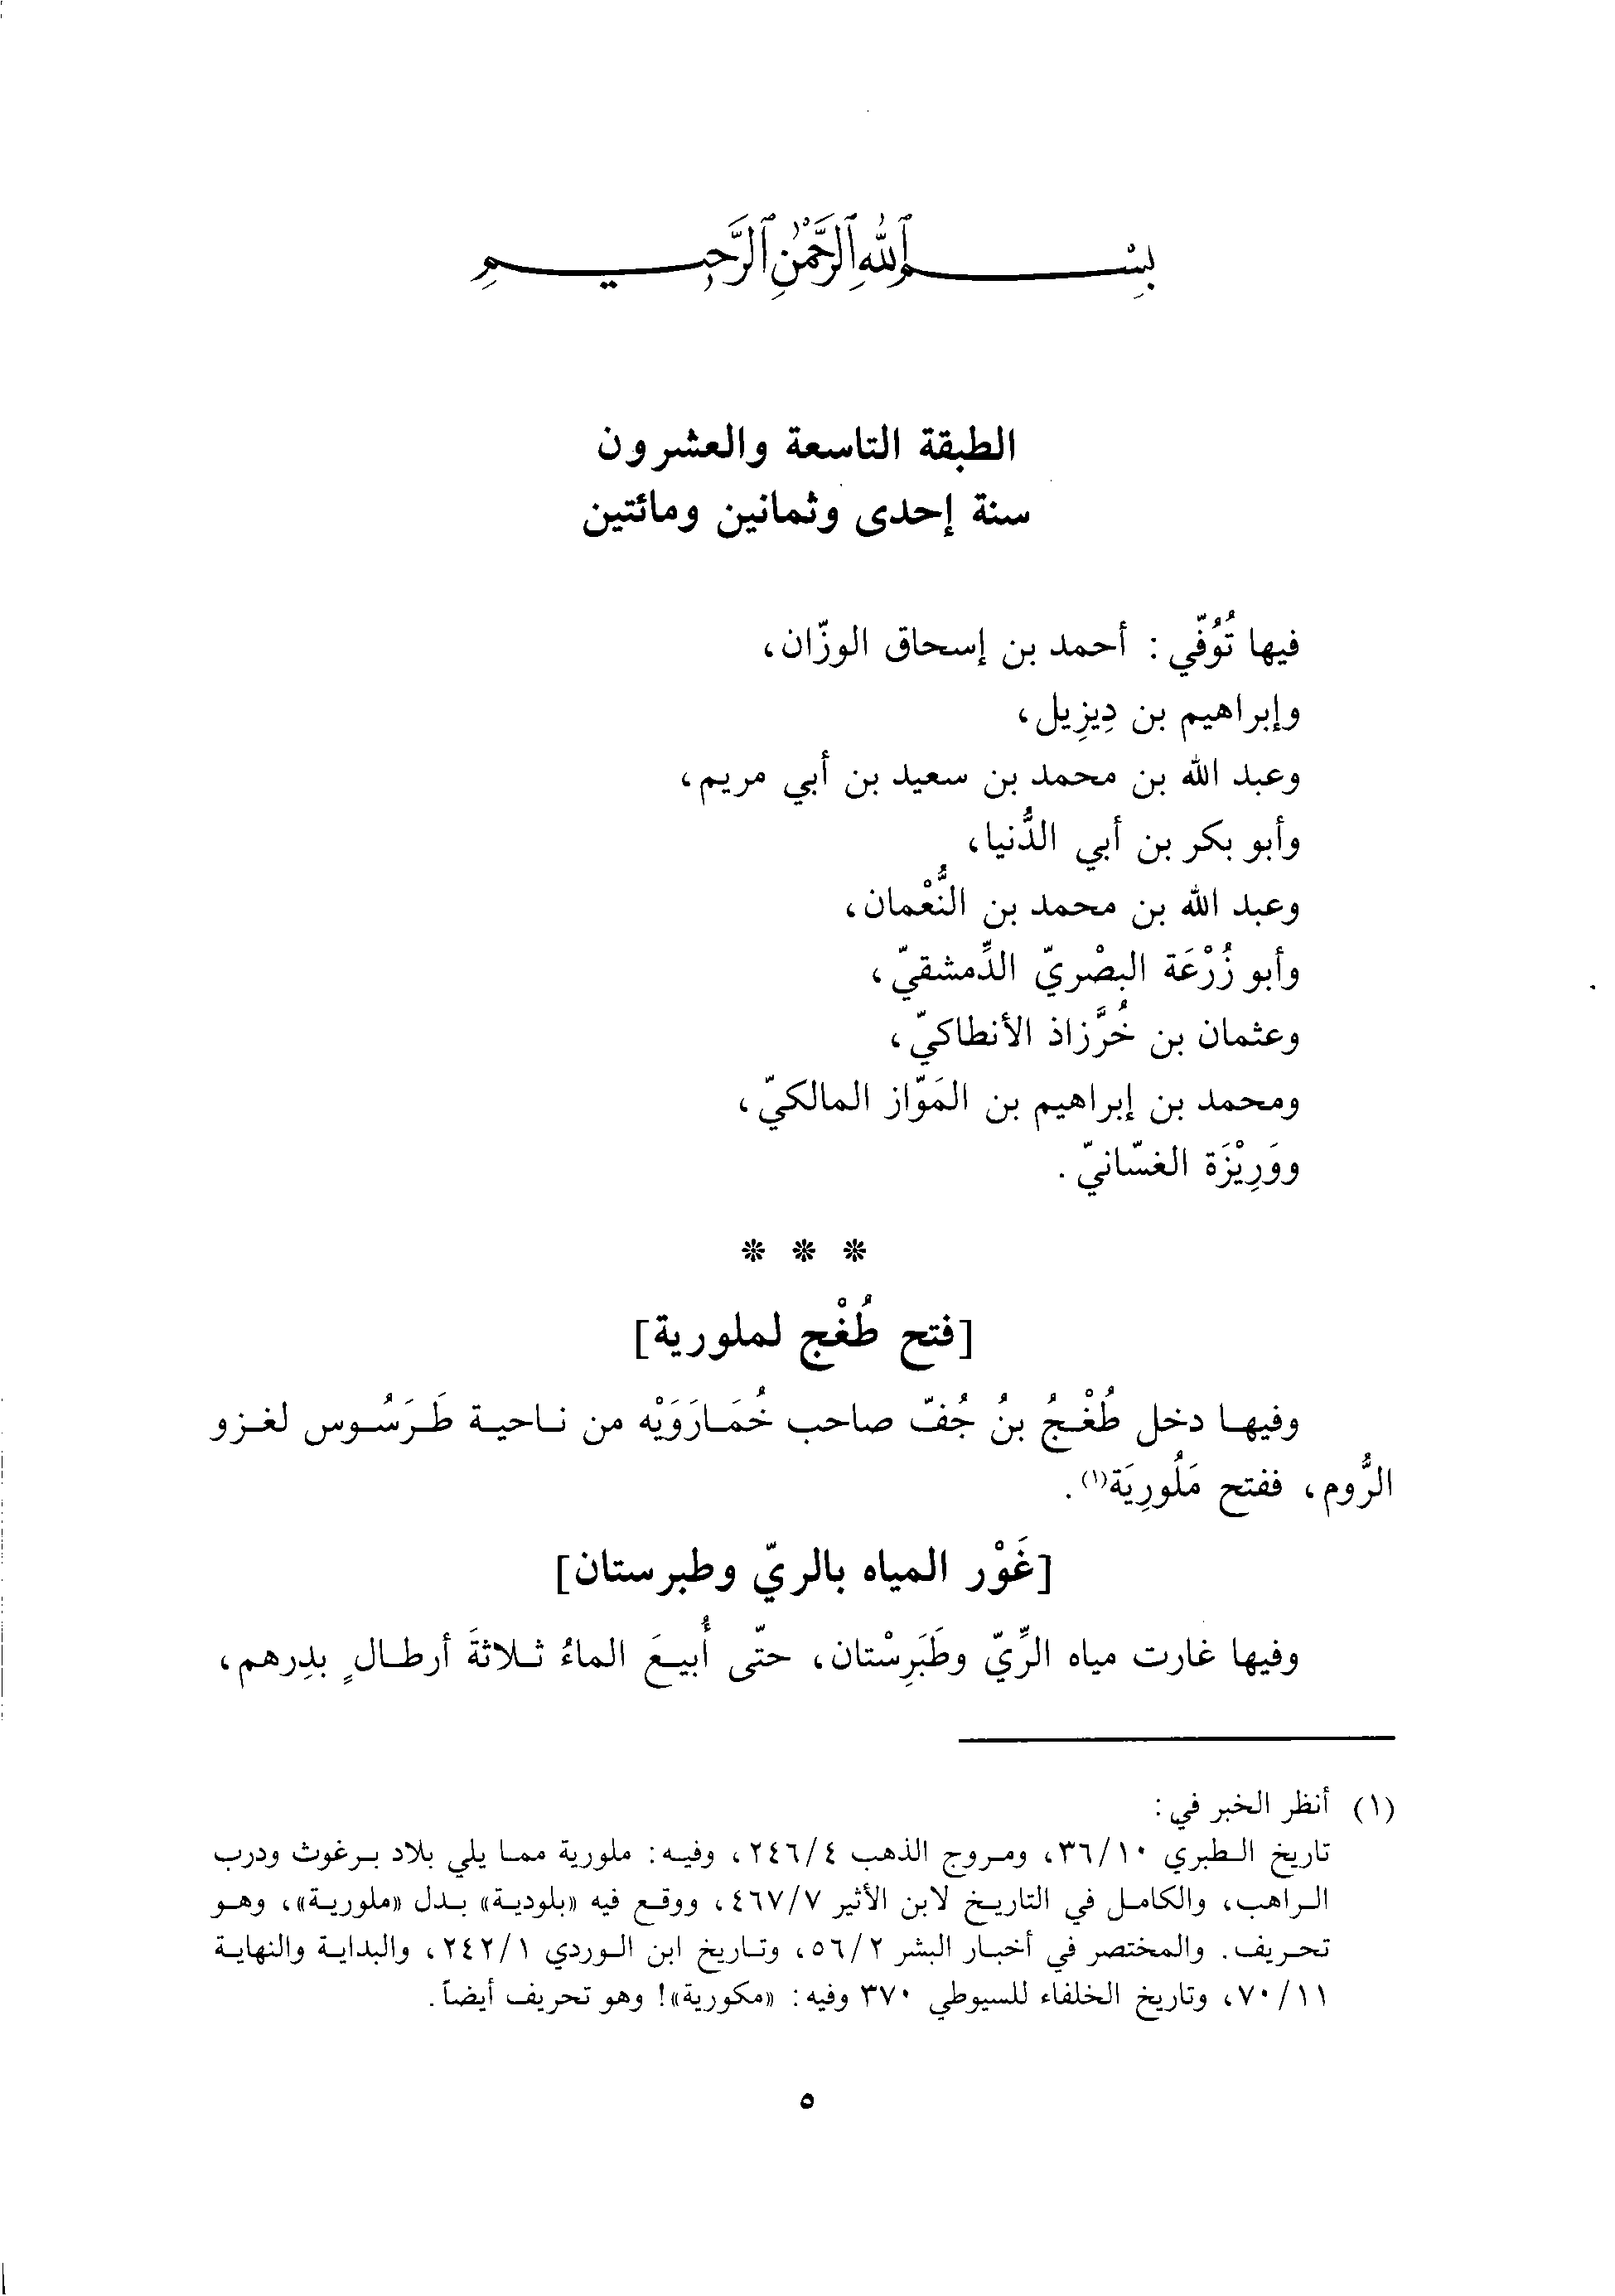 بِسْمِ ٱللهِ ٱلرَّحْمٰنِ ٱلرَّحِيمِ
الطبقة التاسعة والعشرون
سنة إحدى وثمانين ومائتين
فيها تُوُفّي: أحمد بن إسحاق الوزّان،
وإبراهيم بن دِيزِيل،
وعبد الله بن محمد بن سعيد بن أبي مريم،
وأبو بكر بن أبي الدُّنيا،
وعبد الله بن محمد بن النُّعْمان،
وأبو زُرْعَة البصْريّ الدِّمشقيّ،
وعثمان بن خُرَّزاذ الأنطاكيّ،
ومحمد بن إبراهيم بن المَوّاز المالكيّ،
ووَرِيْزَة الغسّانيّ.
* * *
[فتح طُغْج لملورية]
وفيها دخل طُغْجُ بنُ جُفّ صاحب خُمَارَوَيْه من ناحية طَرَسُوس لغزو
الرُّوم، ففتح مَلُورِيَة(١).
[غَوْر المياه بالريّ وطبرستان]
وفيها غارت مياه الرِّيّ وطَبَرِسْتان، حتّى أُبيعَ الماءُ ثلاثةَ أرطالٍ بدِرهم،
(١) أنظر الخبر في:
تاريخ الطبري ٣٦/١٠، ومروج الذهب ٢٤٦/٤، وفيه: ملورية مما يلي بلاد برغوث ودرب
الراهب، والكامل في التاريخ لابن الأثير ٤٦٧/٧، ووقع فيه «بلودية» بدل «ملورية»، وهو
تحريف. والمختصر في أخبار البشر ٥٦/٢، وتاريخ ابن الوردي ٢٤٢/١، والبداية والنهاية
٧٠/١١، وتاريخ الخلفاء للسيوطي ٣٧٠ وفيه: «مكورية»! وهو تحريف أيضاً.
٥